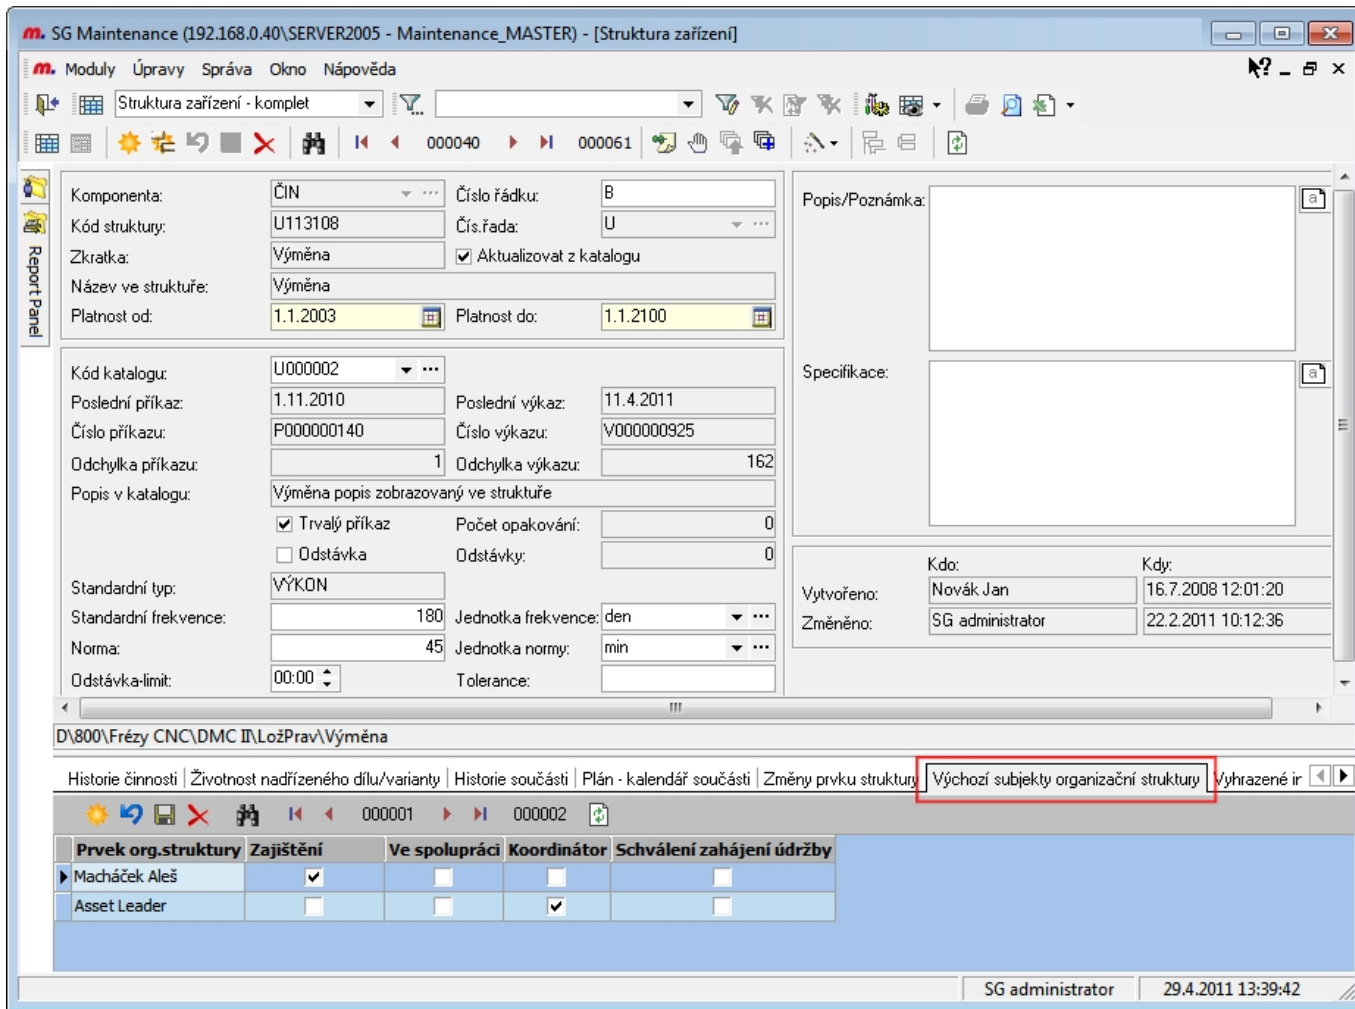 m. SG Maintenance (192.168.0.40\SERVER2005 - Maintenance_MASTER) - [Struktura zařízení]
m. Moduly Úpravy Správa Okno Nápověda
Struktura zařízení - komplet
000040 000061
Report Panel
Komponenta: ČIN Číslo řádku: B
Kód struktury: U113108 Čís.řada: U
Zkratka: Výměna Aktualizovat z katalogu
Název ve struktuře: Výměna
Platnost od: 1.1.2003 Platnost do: 1.1.2100
Popis/Poznámka:
Kód katalogu: U000002
Poslední příkaz: 1.11.2010 Poslední výkaz: 11.4.2011
Číslo příkazu: P000000140 Číslo výkazu: V000000925
Odchylka příkazu: 1 Odchylka výkazu: 162
Popis v katalogu: Výměna popis zobrazovaný ve struktuře
Trvalý příkaz Počet opakování: 0
Odstávka Odstávky: 0
Standardní typ: VÝKON
Standardní frekvence: 180 Jednotka frekvence: den
Norma: 45 Jednotka normy: min
Odstávka-limit: 00:00 Tolerance:
Specifikace:
Kdo: Kdy:
Vytvořeno: Novák Jan 16.7.2008 12:01:20
Změněno: SG administrator 22.2.2011 10:12:36
D\800\Frézy CNC\DMC II\LožPrav\Výměna
Historie činnosti Životnost nadřízeného dílu/varianty Historie součásti Plán - kalendář součásti Změny prvku struktury Výchozí subjekty organizační struktury Vyhrazené ir
000001 000002
Prvek org.struktury Zajištění Ve spolupráci Koordinátor Schválení zahájení údržby
Macháček Aleš
Asset Leader
SG administrator 29.4.2011 13:39:42